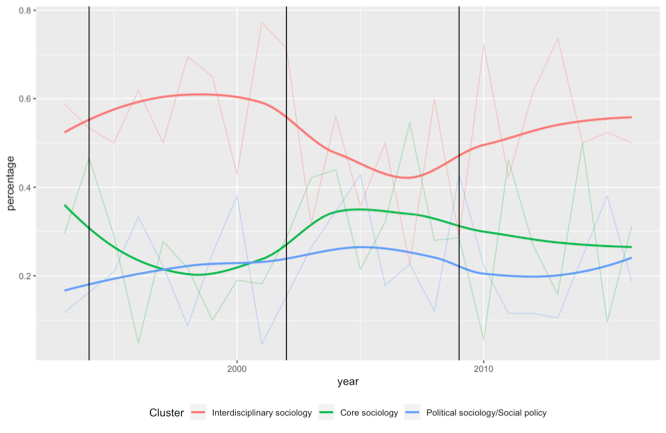 0.8
0.6
0.4
0.2
percentage
2000 2010
year
Cluster Interdisciplinary sociology Core sociology Political sociology/Social policy